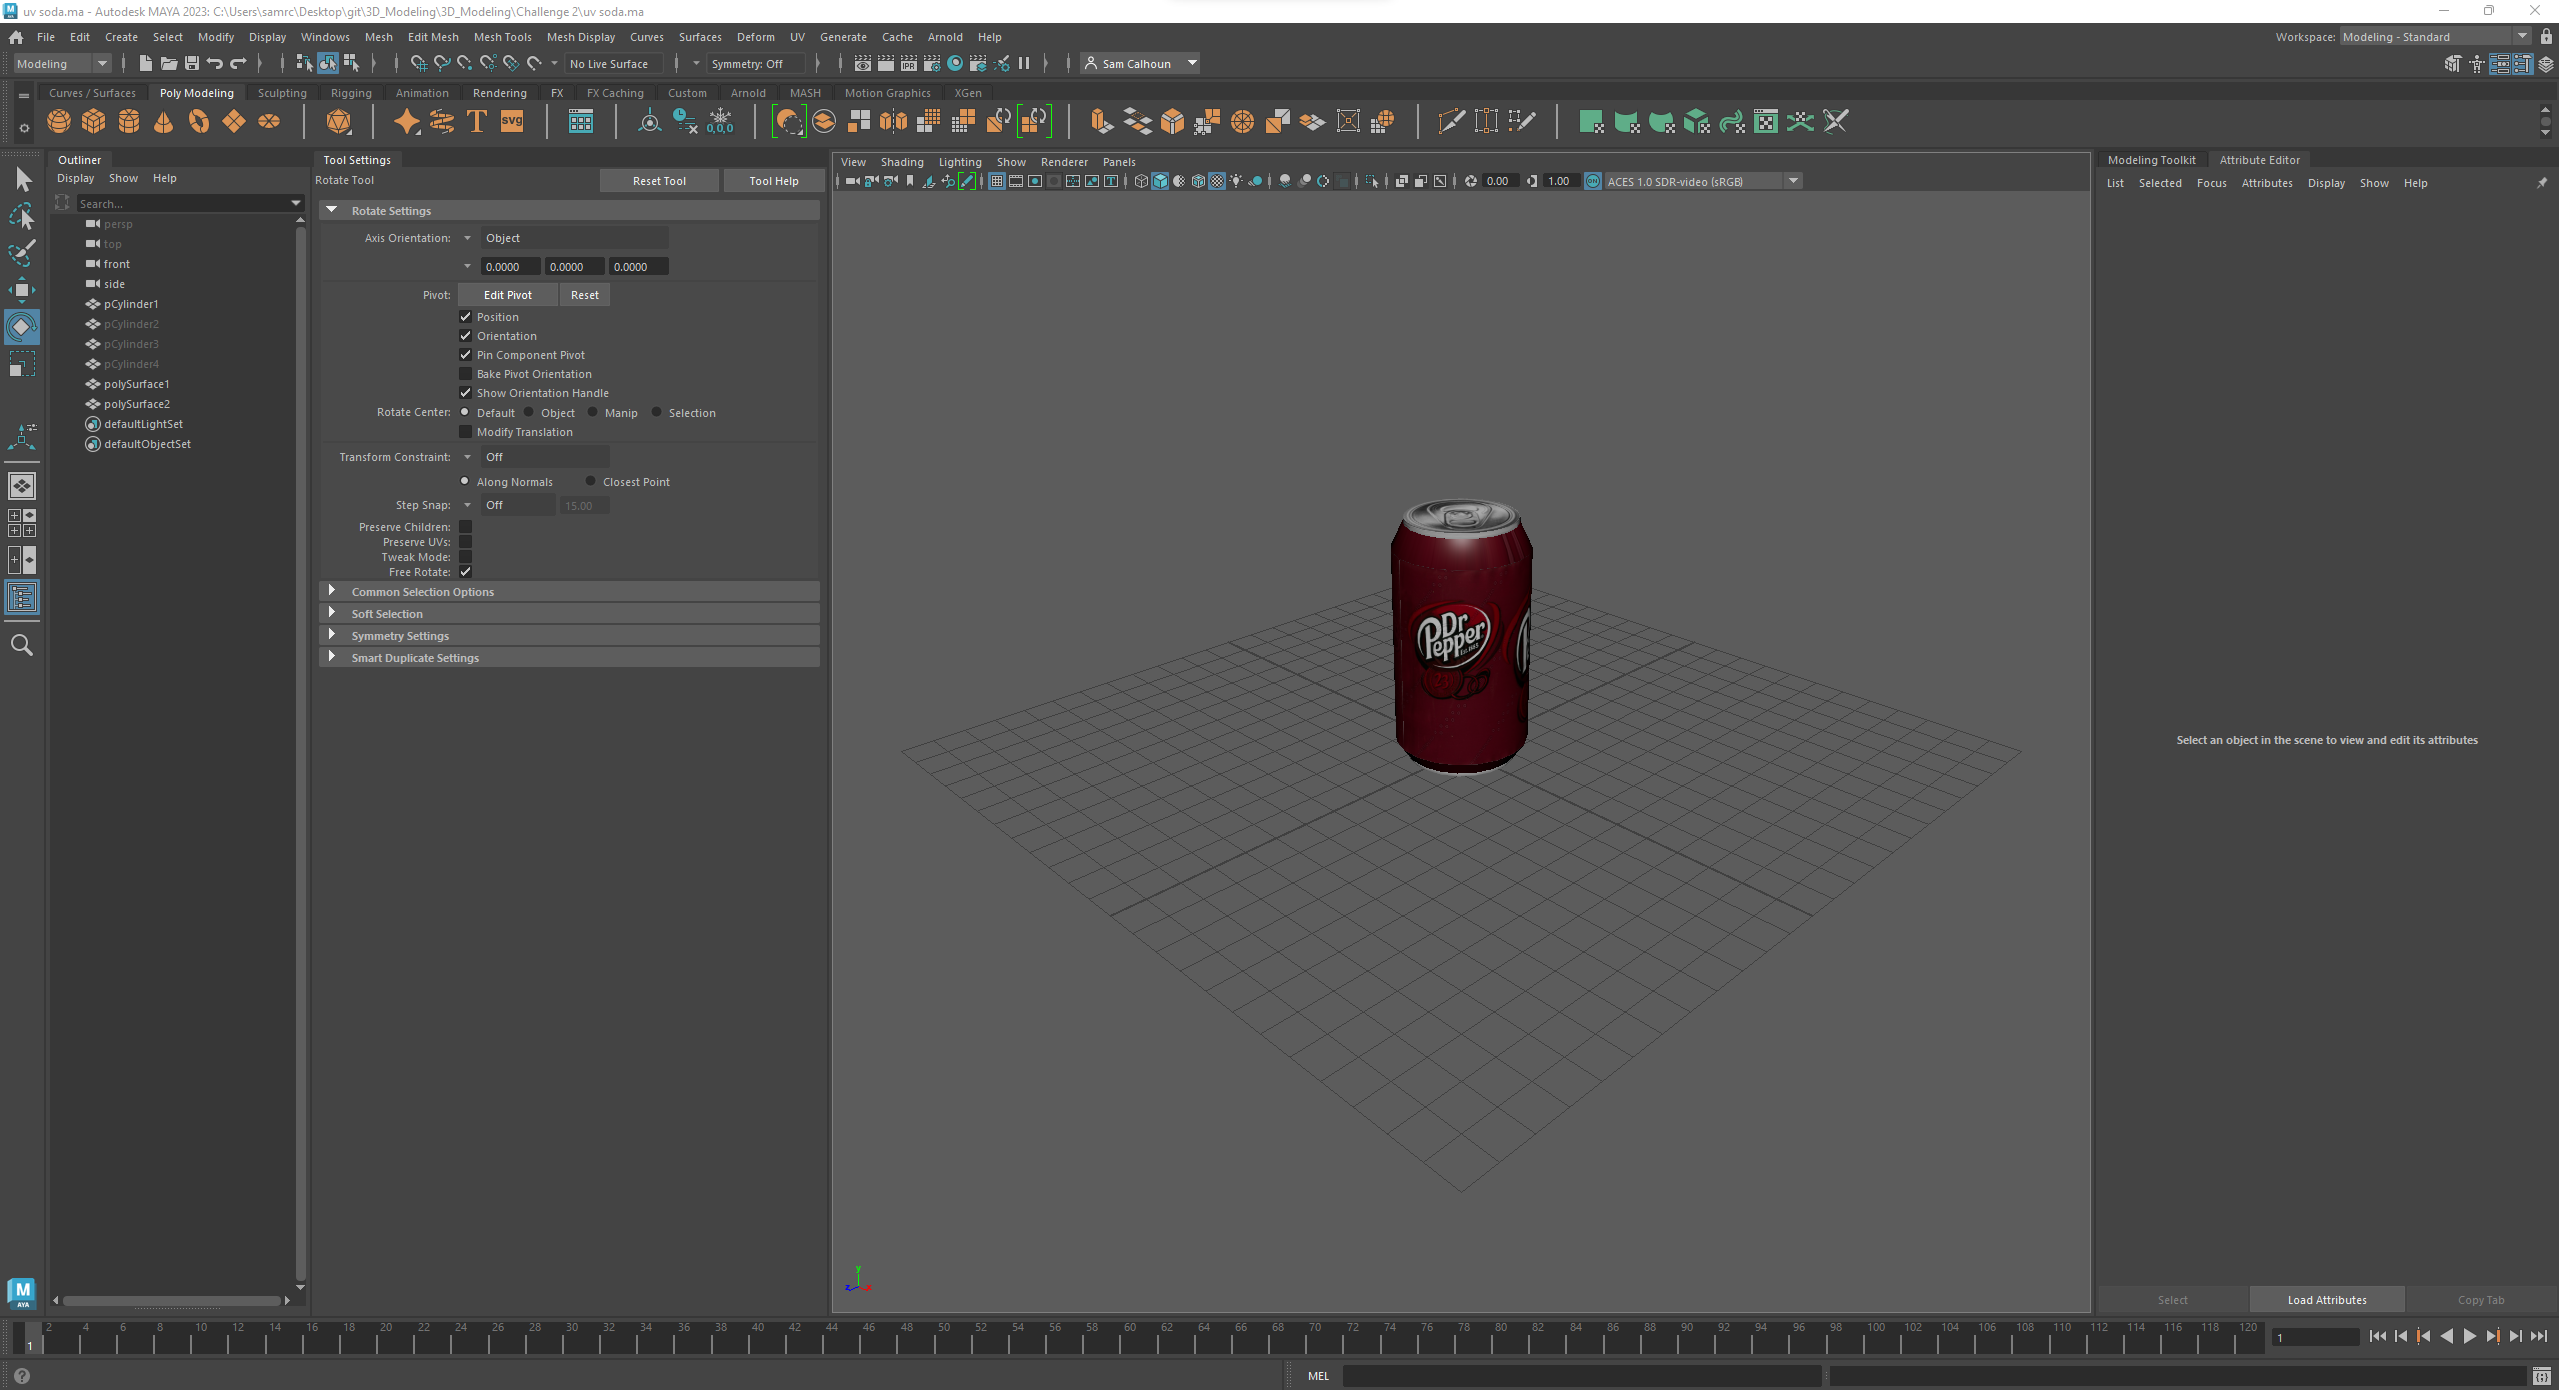 uv soda.ma - Autodesk MAYA 2023: C:\Users\samrc\Desktop\git\3D_Modeling\3D_Modeling\Challenge 2\uv soda.ma
File Edit Create Select Modify Display Windows Mesh Edit Mesh Mesh Tools Mesh Display Curves Surfaces Deform UV Generate Cache Arnold Help
Workspace: Modeling - Standard
Modeling No Live Surface Symmetry: Off IPR Sam Calhoun
Curves / Surfaces Poly Modeling Sculpting Rigging Animation Rendering FX FX Caching Custom Arnold MASH Motion Graphics XGen
T SVG 0,0,0
Outliner
Display Show Help
Search...
persp
top
front
side
pCylinder1
pCylinder2
pCylinder3
pCylinder4
polySurface1
polySurface2
defaultLightSet
defaultObjectSet
Tool Settings
Rotate Tool Reset Tool Tool Help
Rotate Settings
Axis Orientation: Object
0.0000 0.0000 0.0000
Pivot: Edit Pivot Reset
Position
Orientation
Pin Component Pivot
Bake Pivot Orientation
Show Orientation Handle
Rotate Center: Default Object Manip Selection
Modify Translation
Transform Constraint: Off
Along Normals Closest Point
Step Snap: Off 15.00
Preserve Children:
Preserve UVs:
Tweak Mode:
Free Rotate:
Common Selection Options
Soft Selection
Symmetry Settings
Smart Duplicate Settings
View Shading Lighting Show Renderer Panels
0.00 1.00 ON ACES 1.0 SDR-video (sRGB)
Dr
Pepper
23
y
z x
Modeling Toolkit Attribute Editor
List Selected Focus Attributes Display Show Help
Select an object in the scene to view and edit its attributes
Select Load Attributes Copy Tab
M
AYA
1 2 4 6 8 10 12 14 16 18 20 22 24 26 28 30 32 34 36 38 40 42 44 46 48 50 52 54 56 58 60 62 64 66 68 70 72 74 76 78 80 82 84 86 88 90 92 94 96 98 100 102 104 106 108 110 112 114 116 118 120 1
MEL